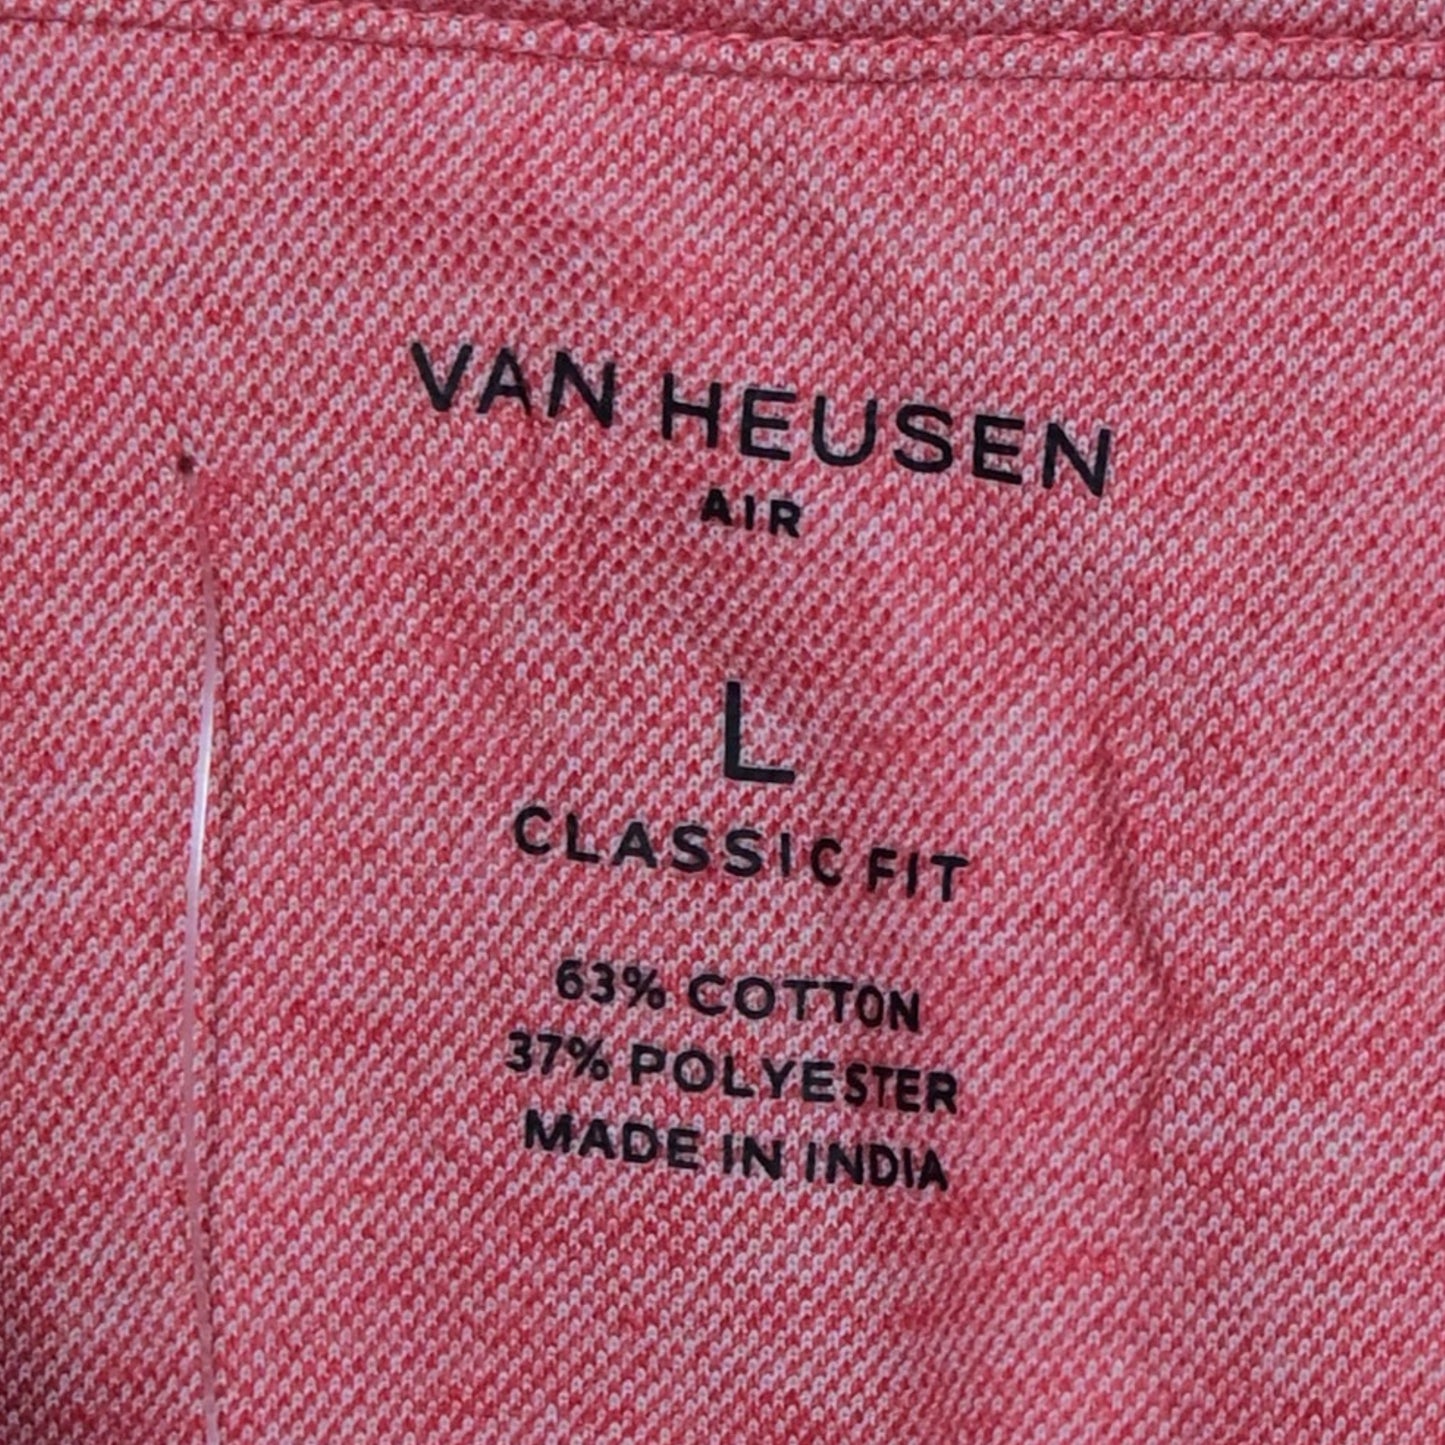 VAN HEUSEN
AIR
L
CLASSIC FIT
63% COTTON
37% POLYESTER
MADE IN INDIA